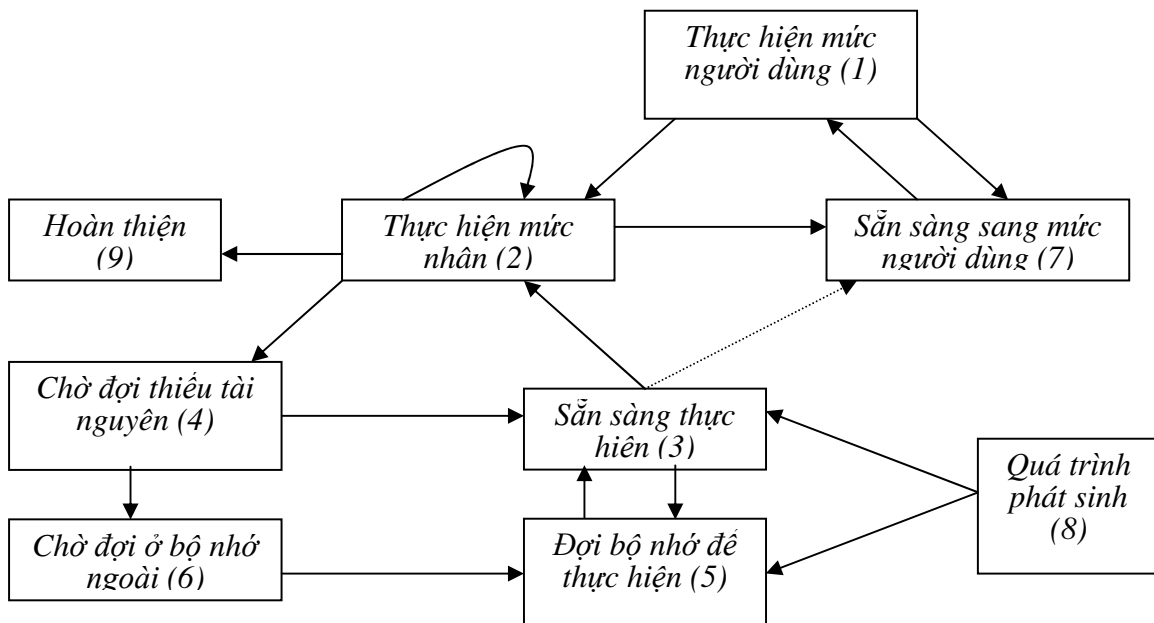 Thực hiện mức
người dùng (1)
Hoàn thiện
(9)
Thực hiện mức
nhân (2)
Sẵn sàng sang mức
người dùng (7)
Chờ đợi thiếu tài
nguyên (4)
Sẵn sàng thực
hiên (3)
Quá trình
phát sinh
(8)
Chờ đợi ở bộ nhớ
ngoài (6)
Đợi bộ nhớ để
thực hiện (5)